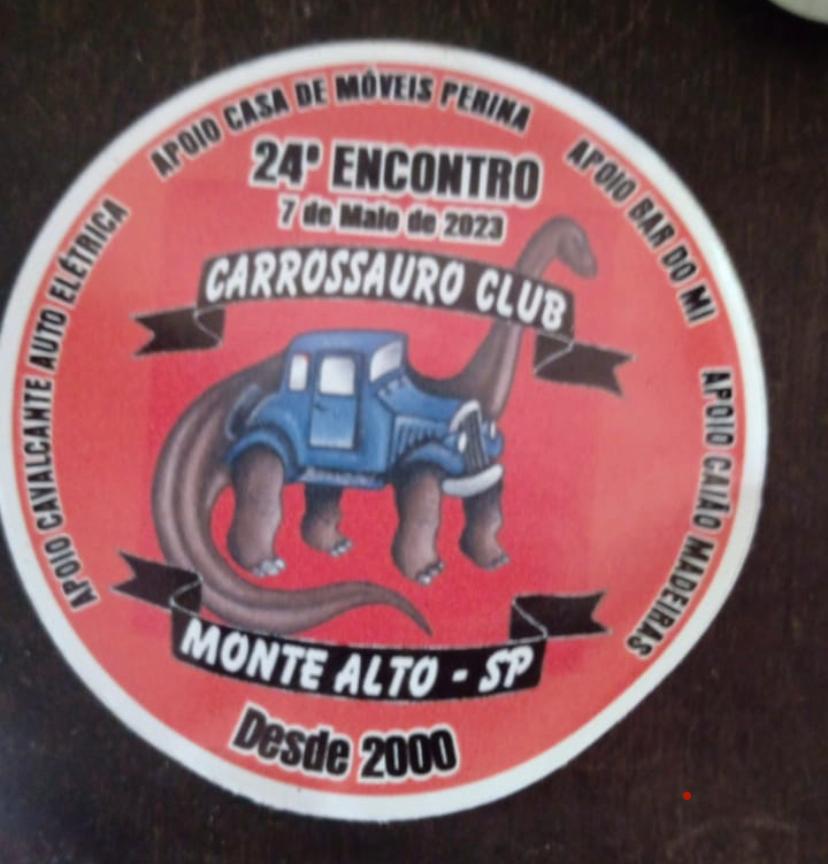 APOIO CASA DE MÓVEIS PERINA
APOIO BAR DO MI
APOIO CAIÃO MADEIRAS
APOIO CAVALCANTE AUTO ELÉTRICA
24º ENCONTRO
7 de Maio de 2023
CARROSSAURO CLUB
MONTE ALTO - SP
Desde 2000